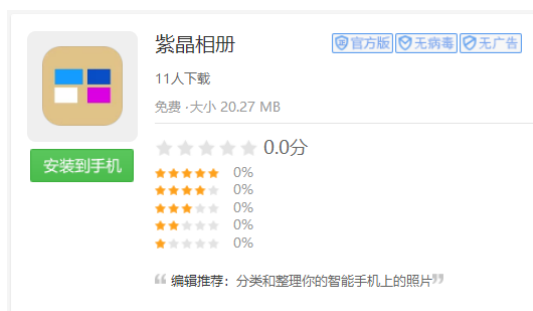 紫晶相册 官方版 无病毒 无广告
11人下载
免费 ·大小 20.27 MB
安装到手机
0.0分
0%
0%
0%
0%
0%
“ 编辑推荐：分类和整理你的智能手机上的照片”